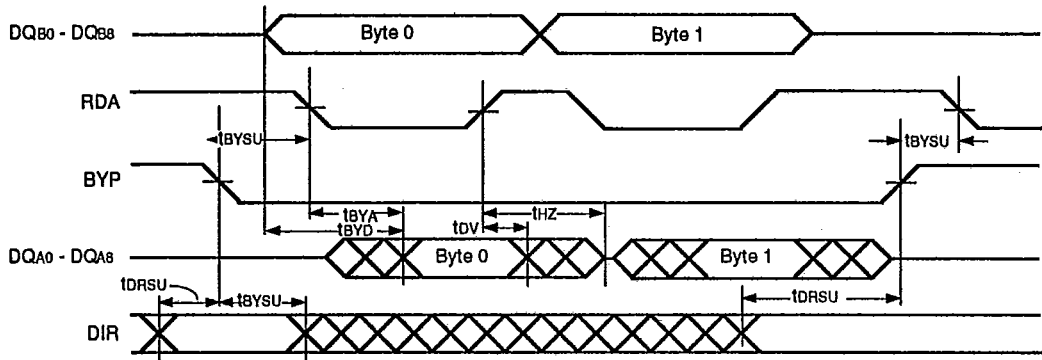 DQB0 - DQB8
Byte 0
Byte 1
RDA
tBYSU
tBYSU
BYP
tBYA
tHZ
tBYD
tDV
DQA0 - DQA8
Byte 0
Byte 1
tDRSU
tBYSU
tDRSU
DIR